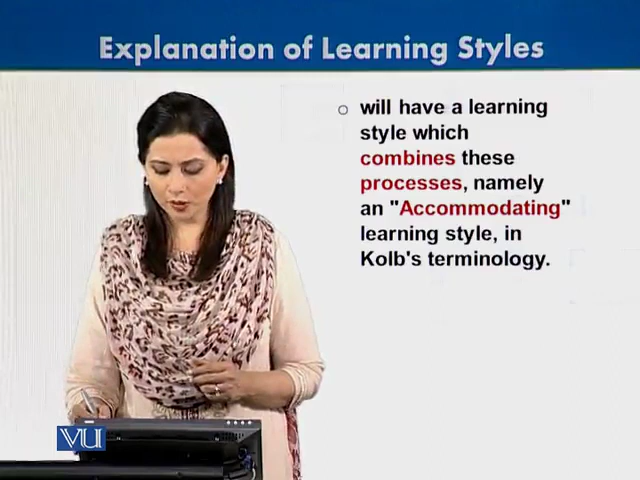 Explanation of Learning Styles
will have a learning
style which
combines these
processes, namely
an "Accommodating"
learning style, in
Kolb's terminology.
VU